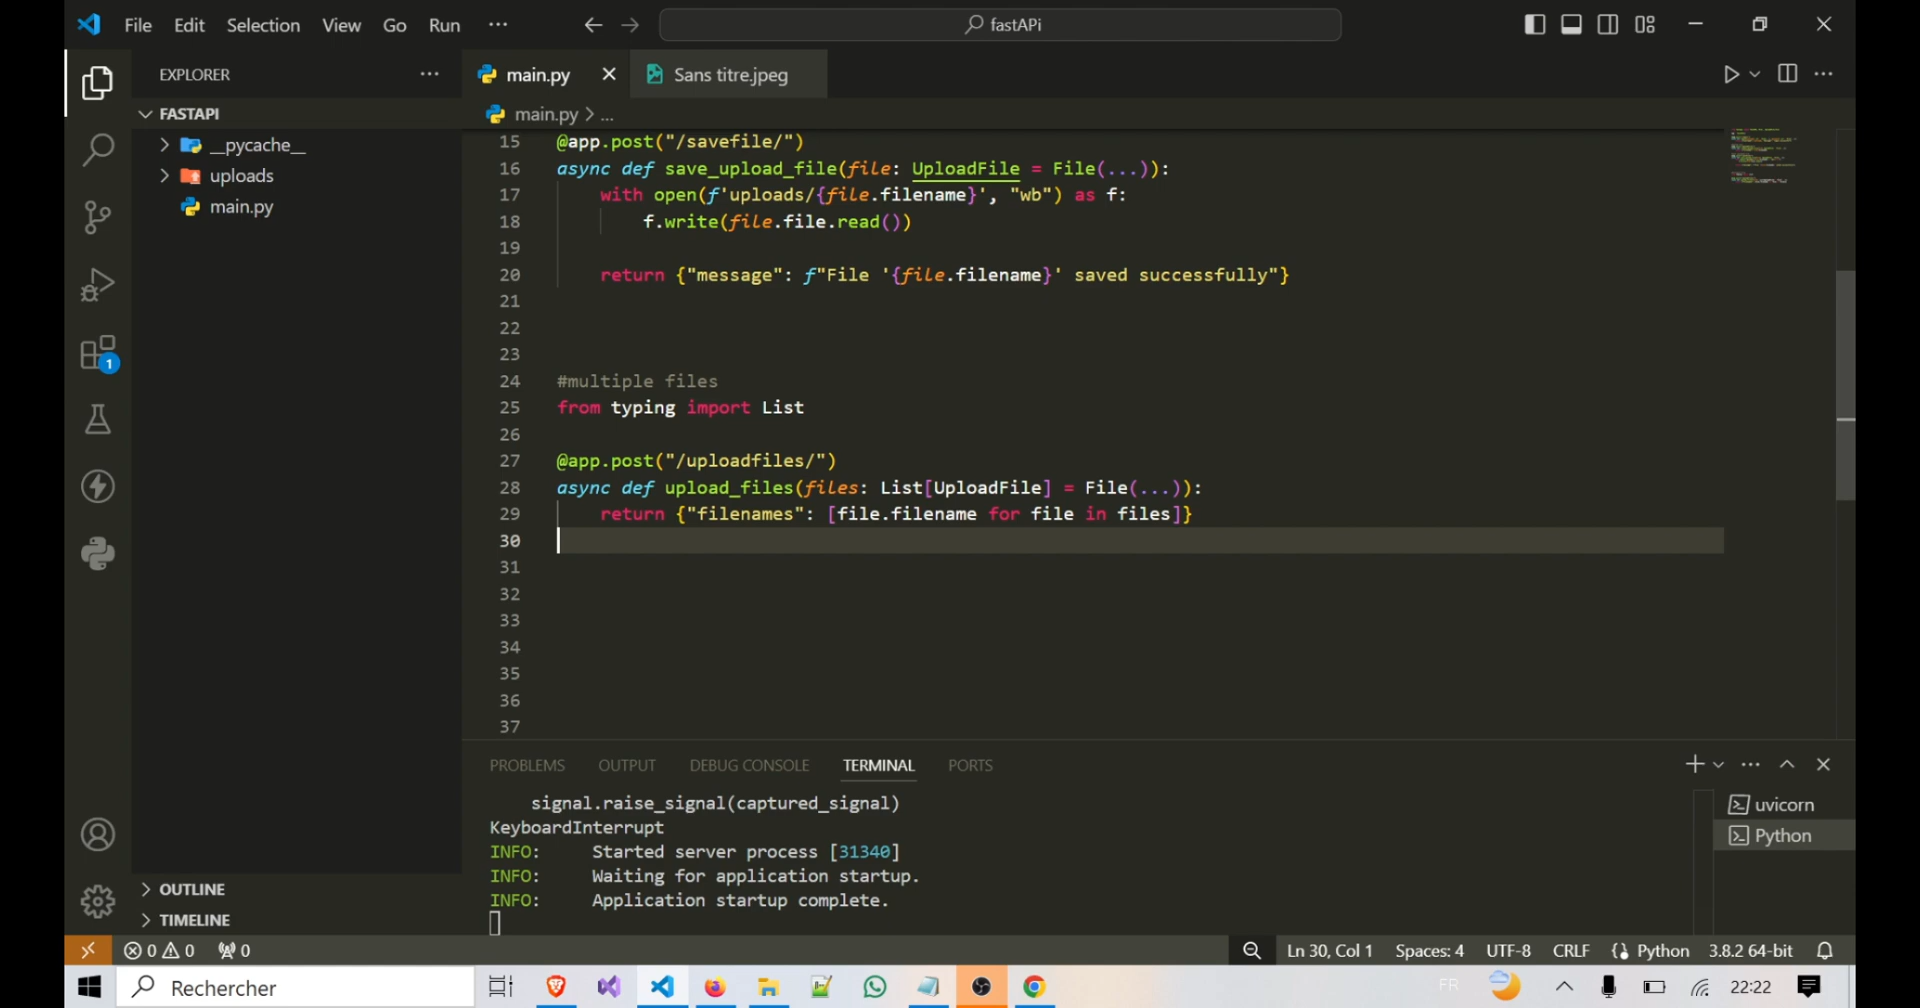 File Edit Selection View Go Run ···
fastAPi
EXPLORER ···
FASTAPI
__pycache__
uploads
main.py
main.py Sans titre.jpeg
main.py > ...
15 @app.post("/savefile/")
16 async def save_upload_file(file: UploadFile = File(...)):
17 with open(f'uploads/{file.filename}', "wb") as f:
18 f.write(file.file.read())
19
20 return {"message": f"File '{file.filename}' saved successfully"}
21
22
23
24 #multiple files
25 from typing import List
26
27 @app.post("/uploadfiles/")
28 async def upload_files(files: List[UploadFile] = File(...)):
29 return {"filenames": [file.filename for file in files]}
30
31
32
33
34
35
36
37
PROBLEMS OUTPUT DEBUG CONSOLE TERMINAL PORTS
signal.raise_signal(captured_signal)
KeyboardInterrupt
INFO: Started server process [31340]
INFO: Waiting for application startup.
INFO: Application startup complete.
uvicorn
Python
1
OUTLINE
TIMELINE
0 0 0 Ln 30, Col 1 Spaces: 4 UTF-8 CRLF Python 3.8.2 64-bit
Rechercher FR 22:22